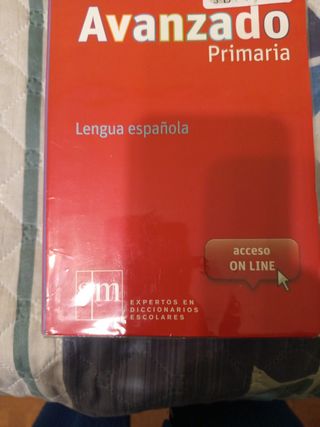 Avanzado
Primaria
Lengua española
acceso
ON LINE
sm
EXPERTOS EN
DICCIONARIOS
ESCOLARES